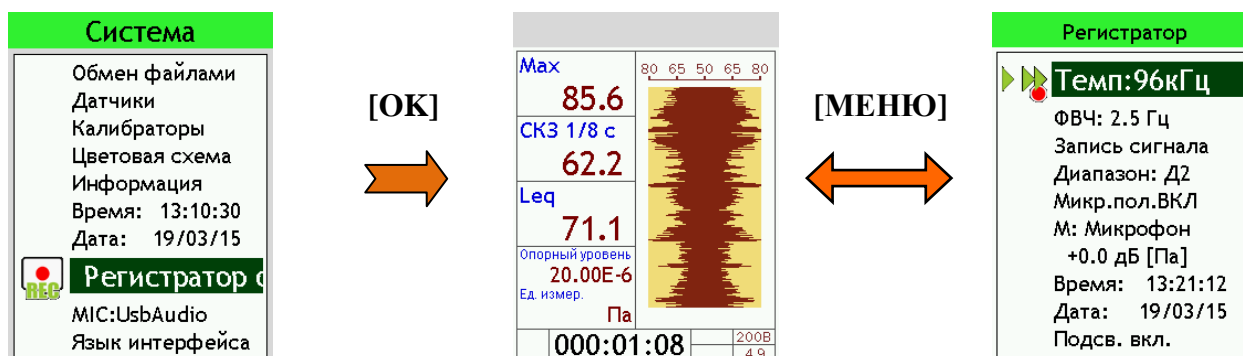 Система
Обмен файлами
Датчики
Калибраторы
Цветовая схема
Информация
Время: 13:10:30
Дата: 19/03/15
REC
Регистратор
MIC:UsbAudio
Язык интерфейса
[OK]
Max
85.6
СКЗ 1/8 с
62.2
Leq
71.1
Опорный уровень
20.00E-6
Ед. измер.
Па
80 65 50 65 80
000:01:08
200В
4.9
[МЕНЮ]
Регистратор
Темп:96кГц
ФВЧ: 2.5 Гц
Запись сигнала
Диапазон: Д2
Микр.пол.ВКЛ
М: Микрофон
+0.0 дБ [Па]
Время: 13:21:12
Дата: 19/03/15
Подсв. вкл.